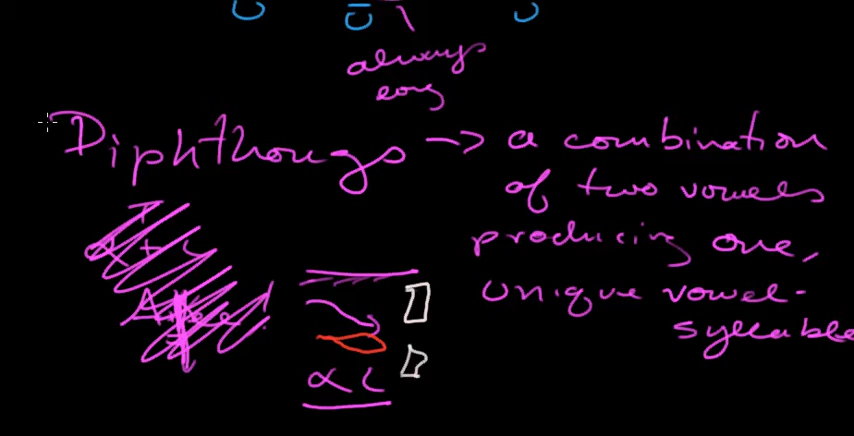 always
long
Diphthongs → a combination
of two vowels
producing one,
unique vowel-
syllable
αι